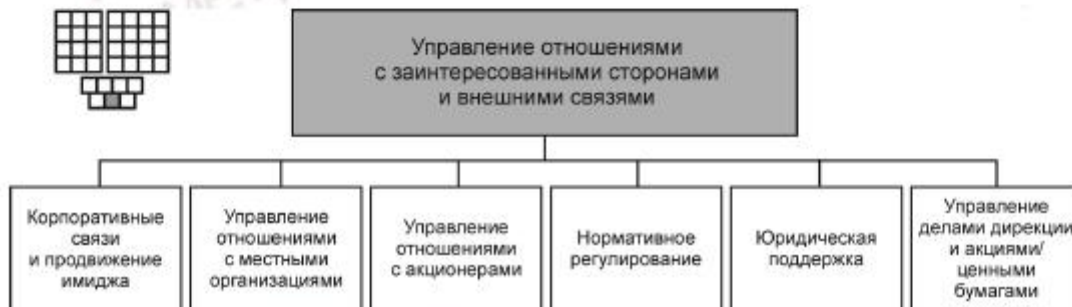 Управление отношениями
с заинтересованными сторонами
и внешними связями
Корпоративные
связи
и продвижение
имиджа
Управление
отношениями
с местными
организациями
Управление
отношениями
с акционерами
Нормативное
регулирование
Юридическая
поддержка
Управление
делами дирекции
и акциями/
ценными
бумагами